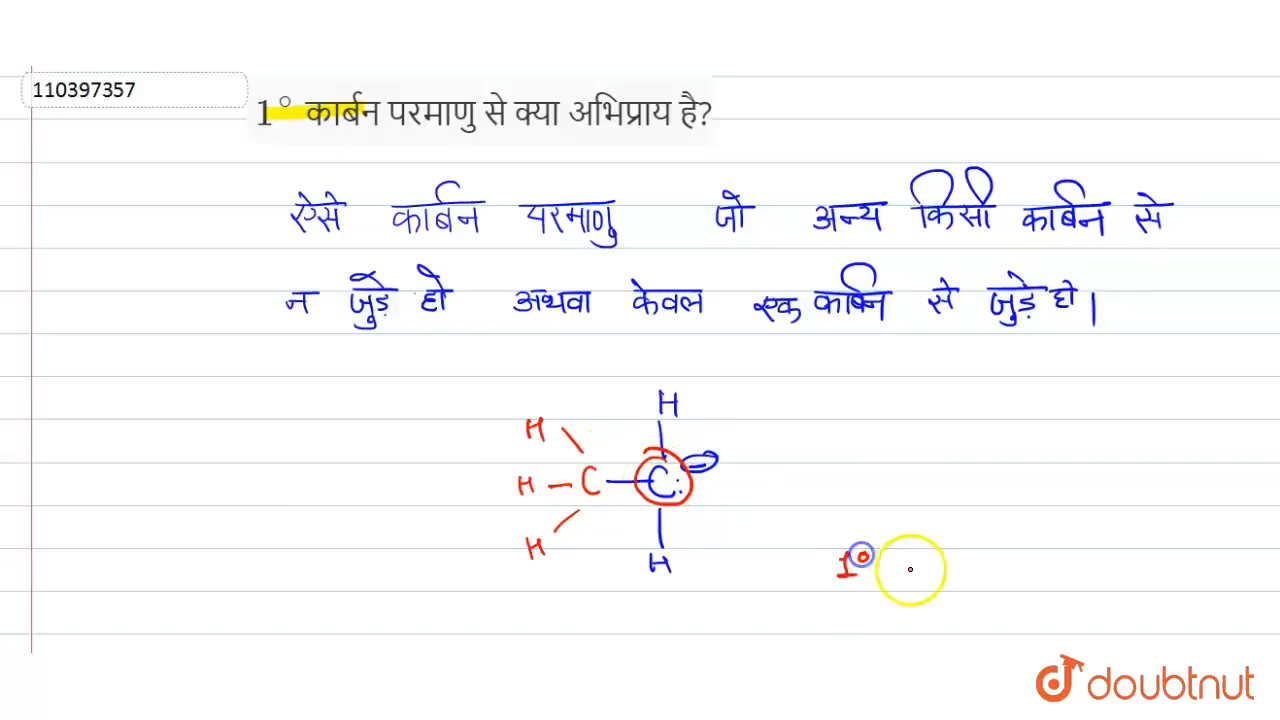 110397357
1° कार्बन परमाणु से क्या अभिप्राय है?
ऐसे कार्बन परमाणु जो अन्य किसी कार्बन से
न जुड़े हो अथवा केवल एक कार्बन से जुड़े हो।
H
H
H – C – C: –
H
H
1°
doubtnut